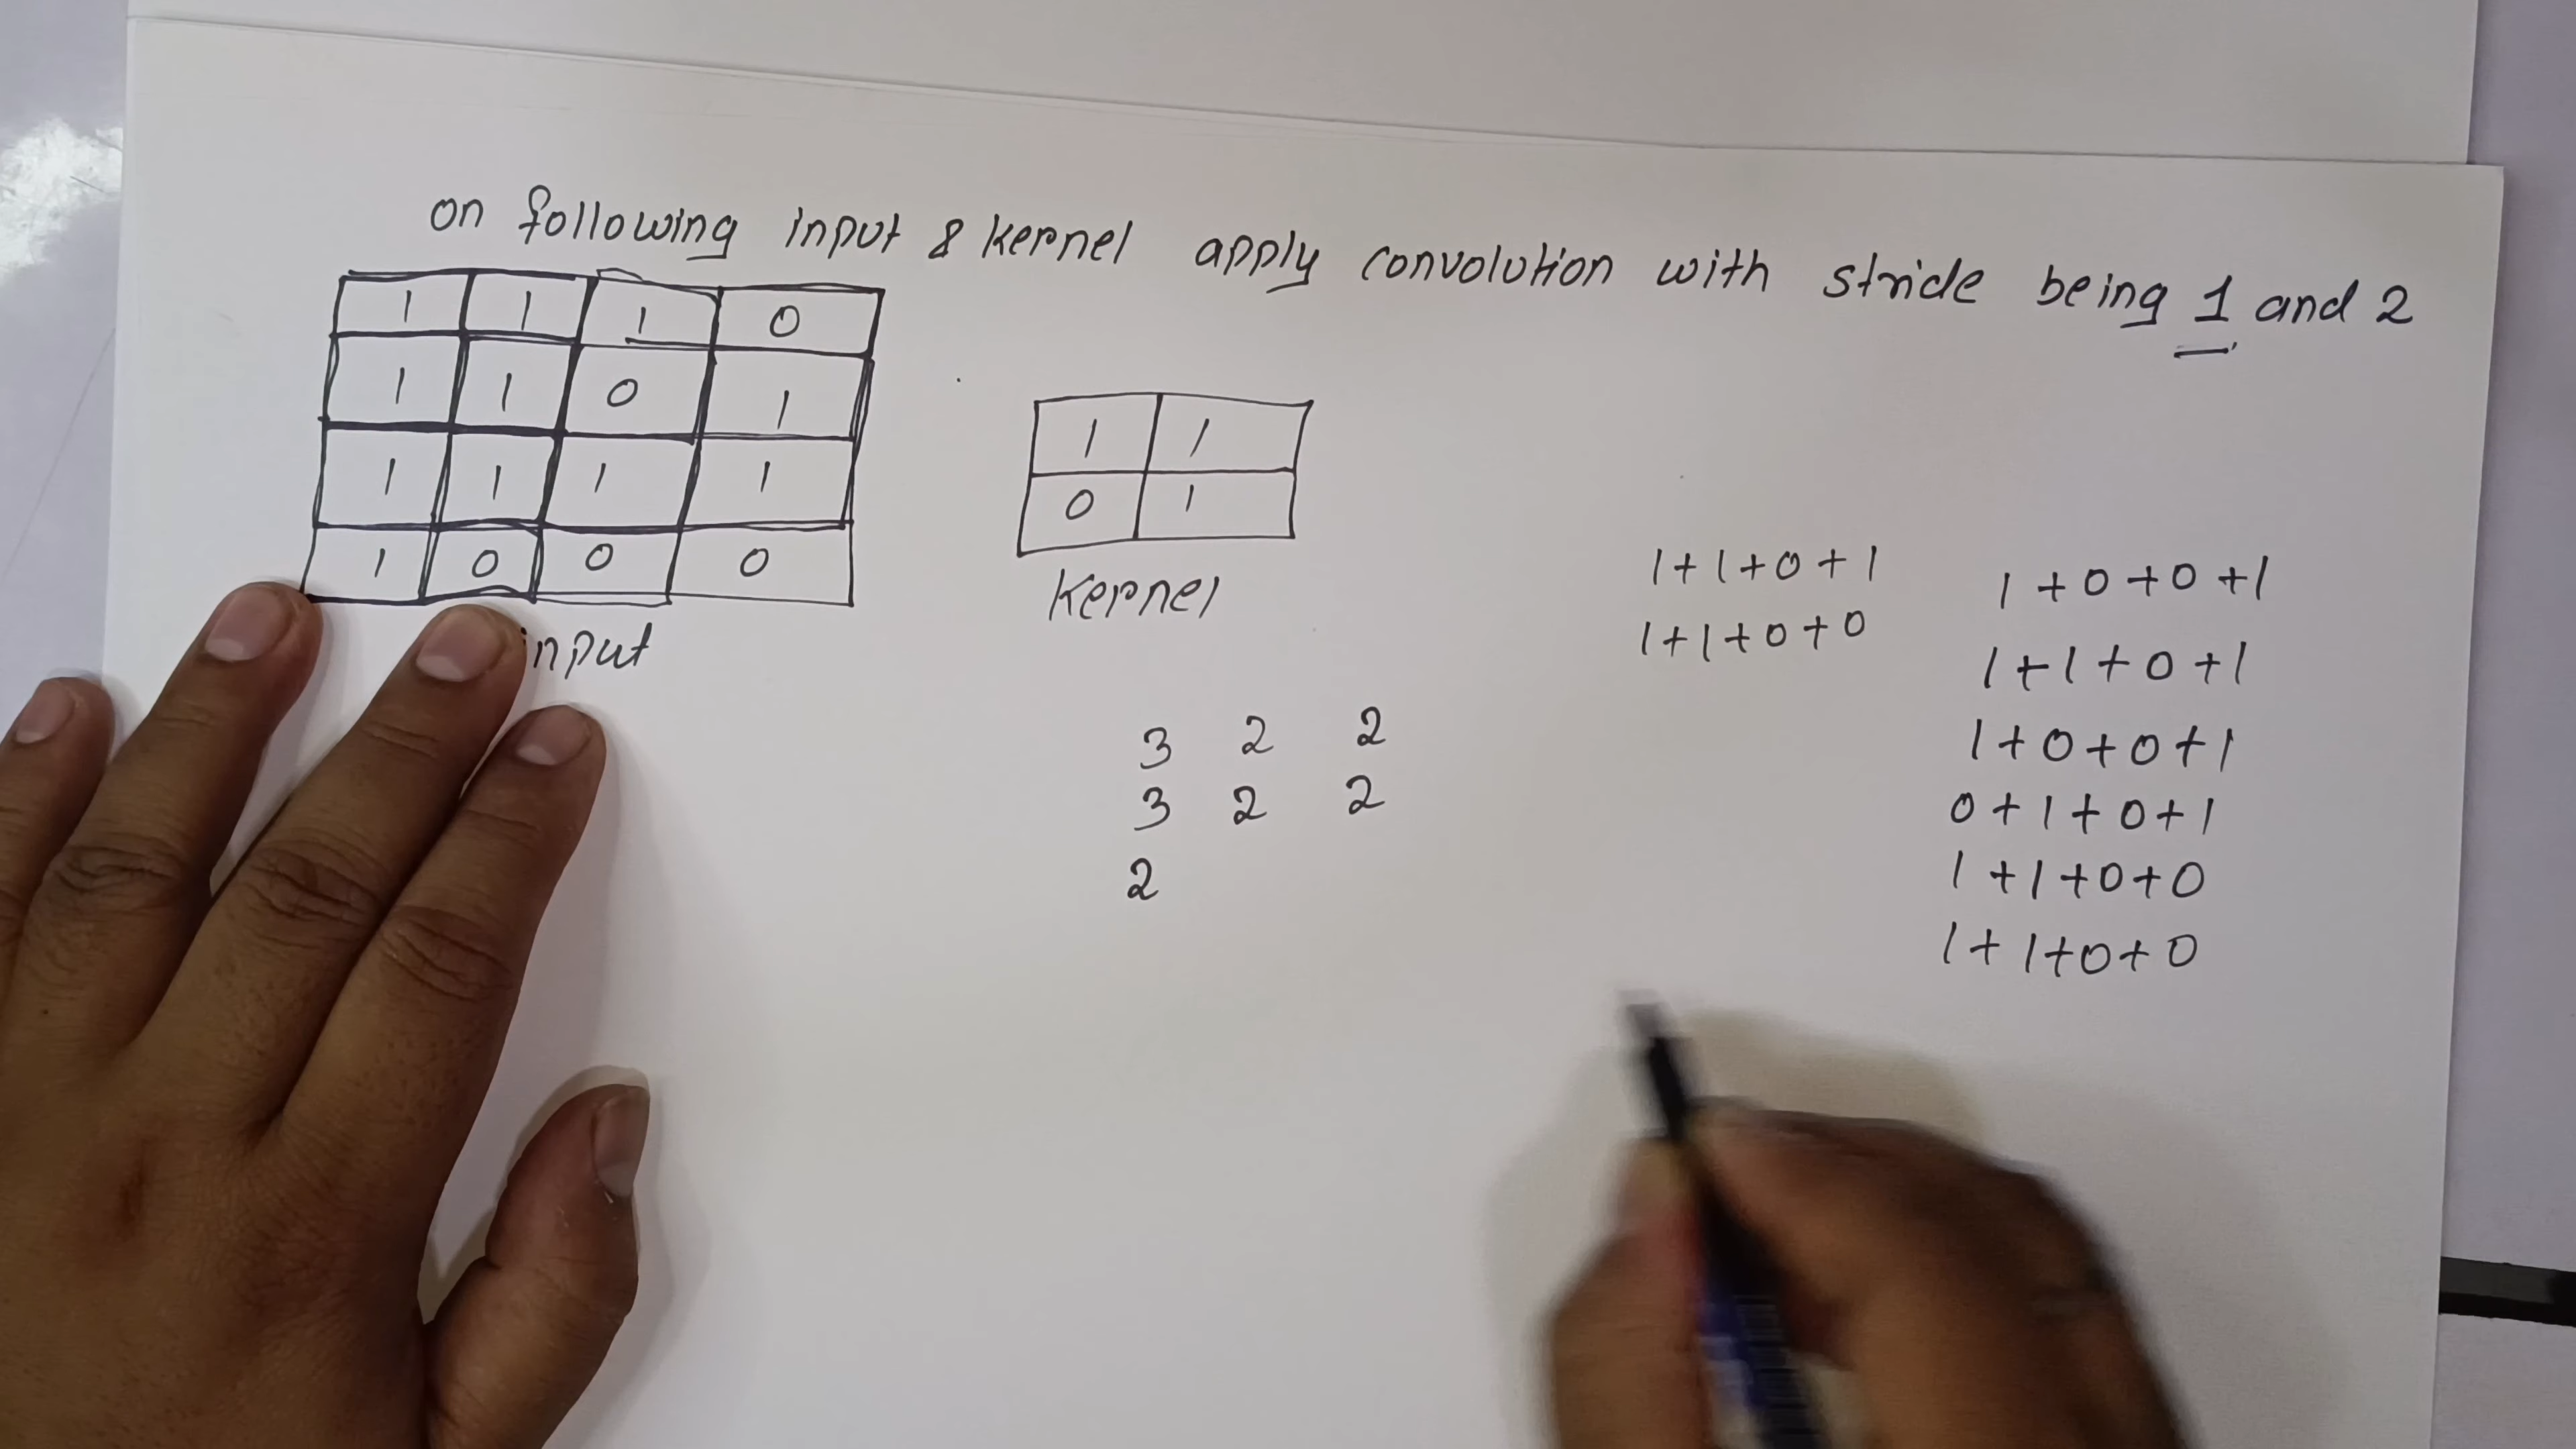 on following input & kernel apply convolution with stride being 1 and 2
1 1 1 0
1 1 0 1
1 1 1 1
1 0 0 0
input
1 1
0 1
kernel
3 2 2
3 2 2
2
1+1+0+1
1+1+0+0
1+0+0+1
1+1+0+1
1+0+0+1
0+1+0+1
1+1+0+0
1+1+0+0